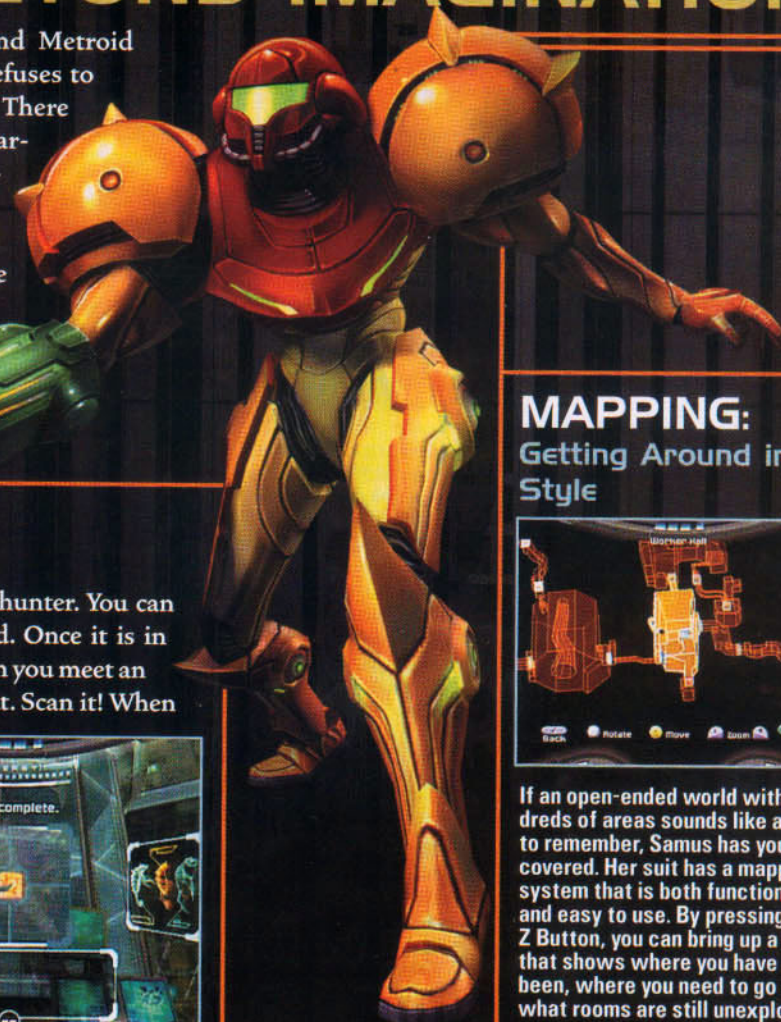 BEYOND IMAGINATION
nd Metroid
efuses to
There
ar-
e
hunter. You can
d. Once it is in
n you meet an
t. Scan it! When
complete.
MAPPING:
Getting Around in
Style
Worker Hall
Back
Rotate
Move
Zoom
If an open-ended world with
dreds of areas sounds like a
to remember, Samus has you
covered. Her suit has a mapp
system that is both function
and easy to use. By pressing
Z Button, you can bring up a
that shows where you have
been, where you need to go
what rooms are still unexplo